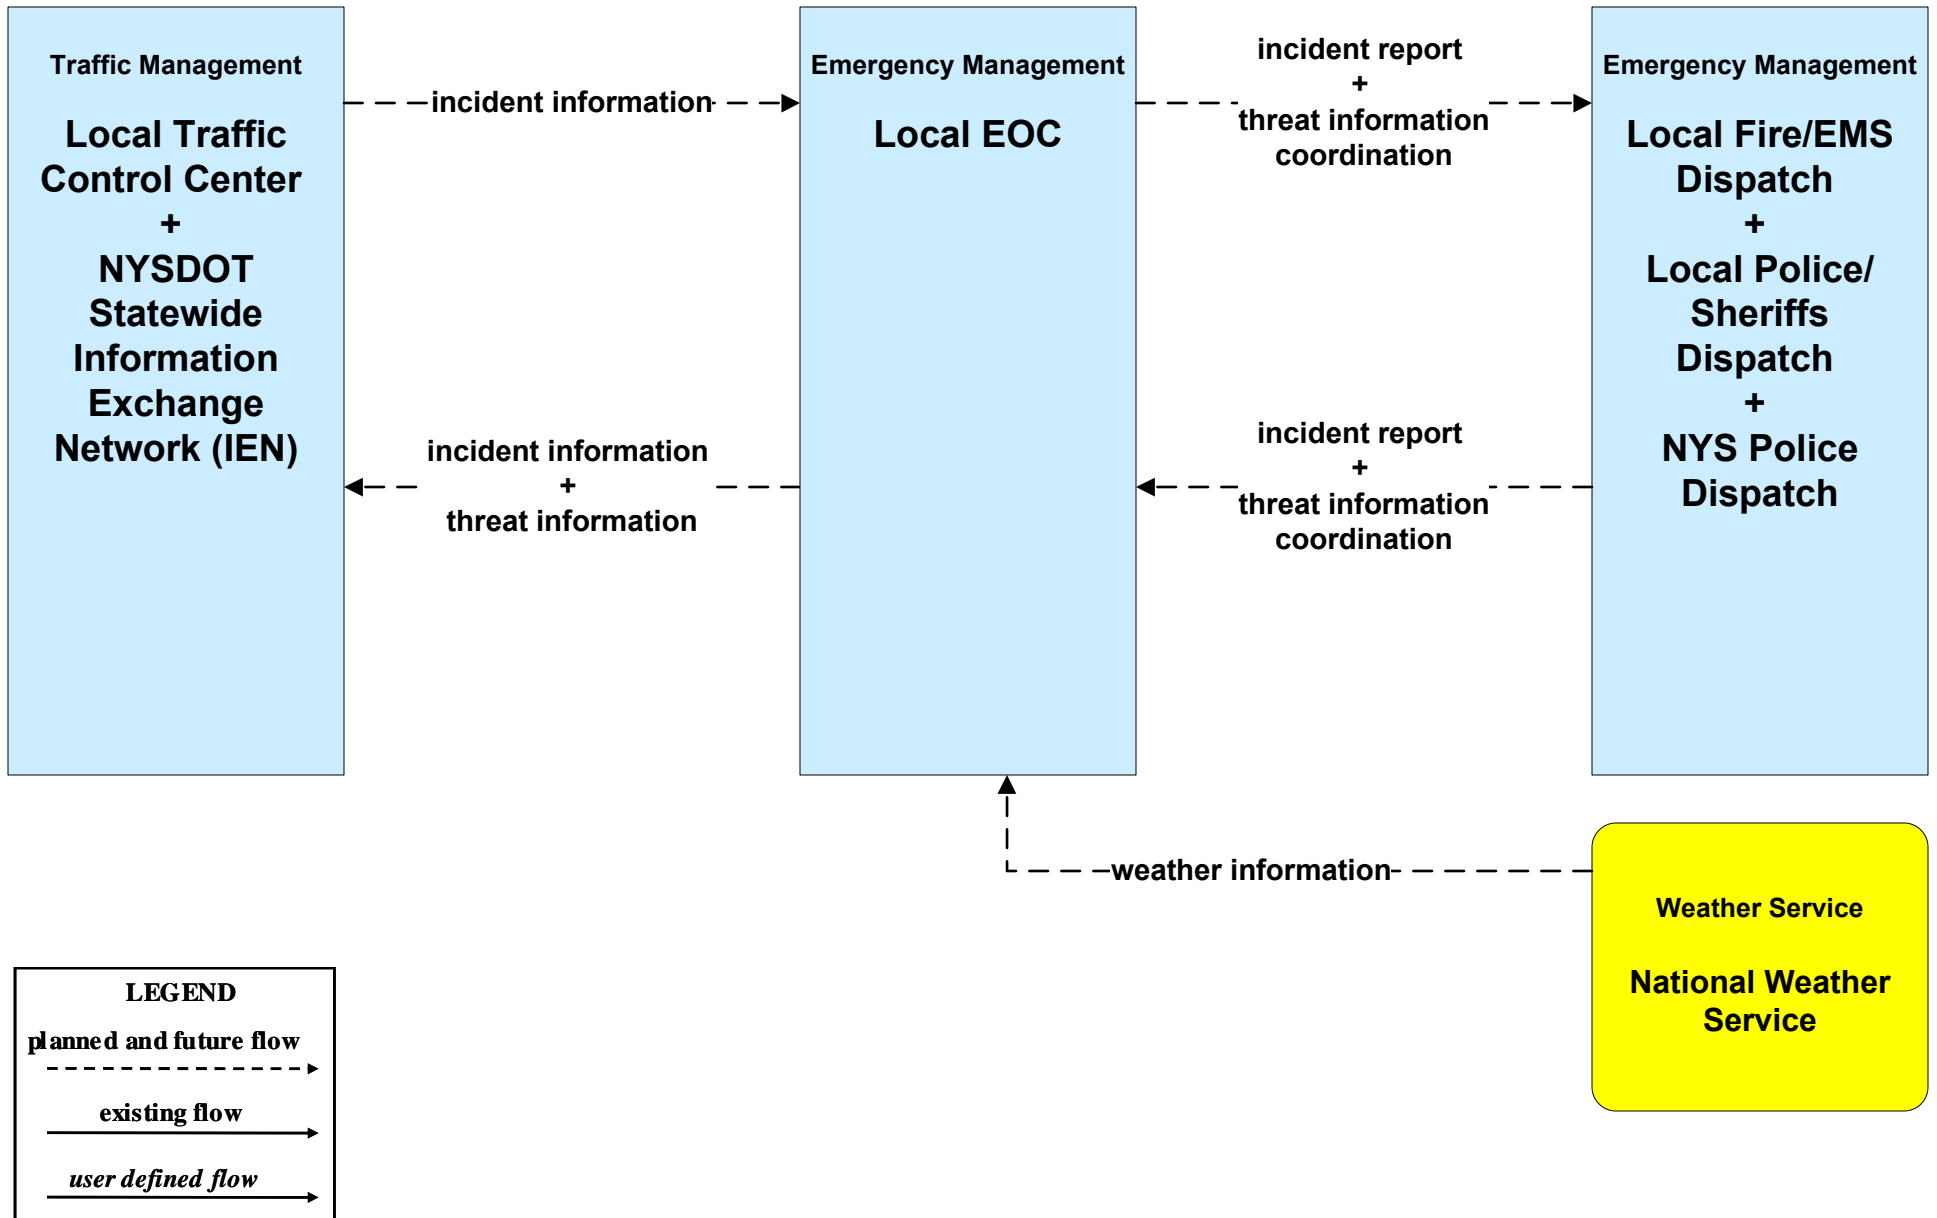 Traffic Management
Local Traffic
Control Center
+
NYSDOT
Statewide
Information
Exchange
Network (IEN)
incident information
incident information
+
threat information
Emergency Management
Local EOC
incident report
+
threat information
coordination
incident report
+
threat information
coordination
Emergency Management
Local Fire/EMS
Dispatch
+
Local Police/
Sheriffs
Dispatch
+
NYS Police
Dispatch
weather information
Weather Service
National Weather
Service
LEGEND
planned and future flow
existing flow
user defined flow